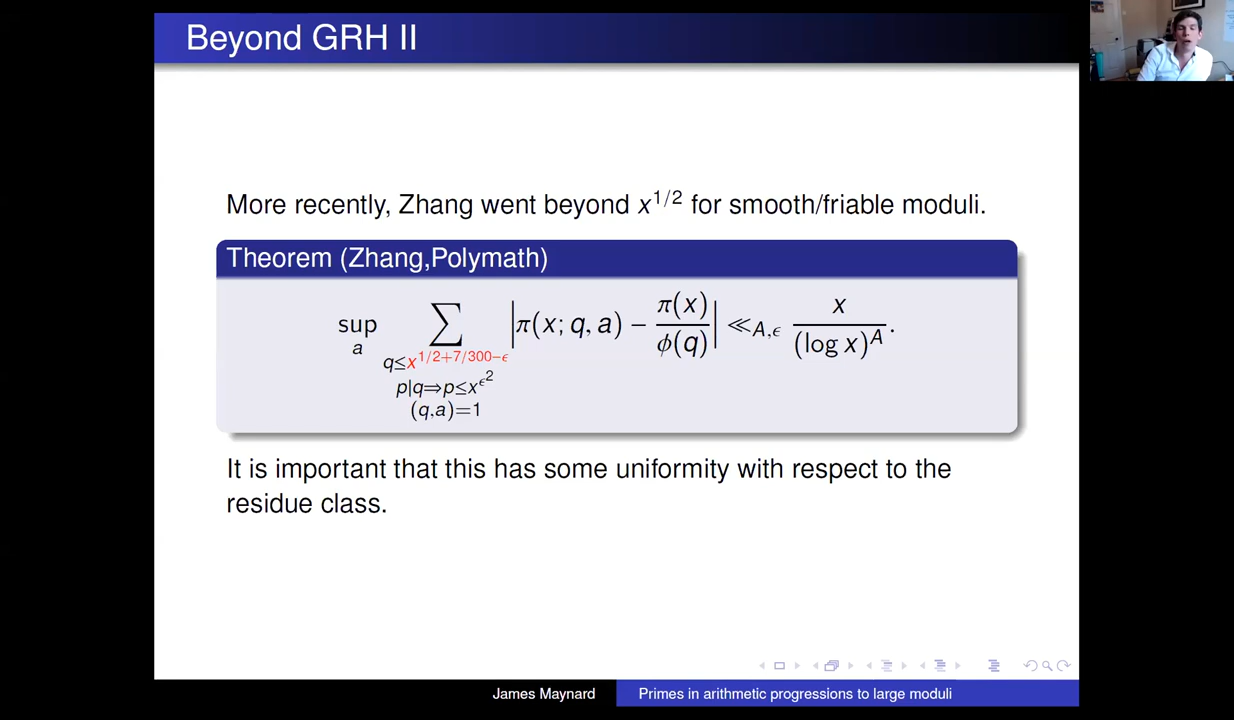 Beyond GRH II
More recently, Zhang went beyond x^{1/2} for smooth/friable moduli.
Theorem (Zhang,Polymath)
sup_a ∑_{q≤x^{1/2+7/300−ϵ}, p|q⇒p≤x^{ϵ^2}, (q,a)=1} |π(x; q, a) − π(x)/ϕ(q)| ≪_{A,ϵ} x/(log x)^A.
It is important that this has some uniformity with respect to the
residue class.
James Maynard
Primes in arithmetic progressions to large moduli